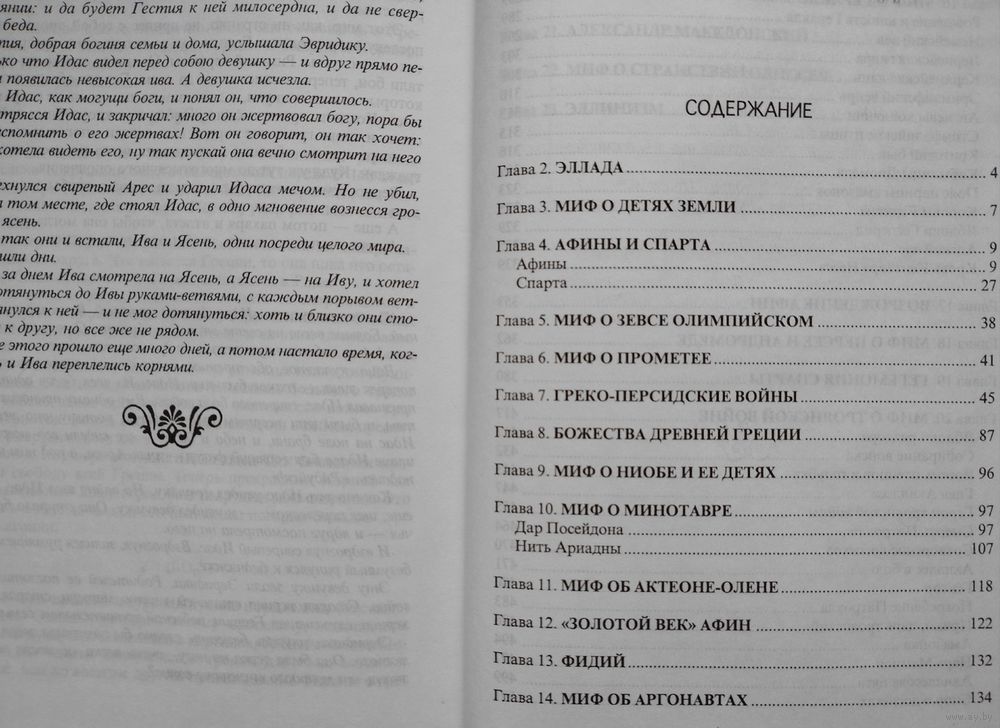 янии: и да будет Гестия к ней милосердна, и да не свер-
беда.
тия, добрая богиня семьи и дома, услышала Эвридику.
ько что Идас видел перед собою девушку — и вдруг прямо пе-
появилась невысокая ива. А девушка исчезла.
Идас, как могущи боги, и понял он, что совершилось.
трясся Идас, и закричал: много он жертвовал богу, пора бы
спомнить о его жертвах! Вот он говорит, он так хочет:
котела видеть его, ну так пускай она вечно смотрит на него
ехнулся свирепый Арес и ударил Идаса мечом. Но не убил,
том месте, где стоял Идас, в одно мгновение вознесся гро-
ясень.
так они и встали, Ива и Ясень, одни посреди целого мира.
шли дни.
за днем Ива смотрела на Ясень, а Ясень — на Иву, и хотел
отянуться до Ивы руками-ветвями, с каждым порывом вет-
янулся к ней — и не мог дотянуться: хоть и близко они сто-
к другу, но все же не рядом.
е этого прошло еще много дней, а потом настало время, ког-
ь и Ива переплелись корнями.
СОДЕРЖАНИЕ
Глава 2. ЭЛЛАДА 4
Глава 3. МИФ О ДЕТЯХ ЗЕМЛИ 7
Глава 4. АФИНЫ И СПАРТА 9
Афины 9
Спарта 27
Глава 5. МИФ О ЗЕВСЕ ОЛИМПИЙСКОМ 38
Глава 6. МИФ О ПРОМЕТЕЕ 41
Глава 7. ГРЕКО-ПЕРСИДСКИЕ ВОЙНЫ 45
Глава 8. БОЖЕСТВА ДРЕВНЕЙ ГРЕЦИИ 87
Глава 9. МИФ О НИОБЕ И ЕЕ ДЕТЯХ 96
Глава 10. МИФ О МИНОТАВРЕ 97
Дар Посейдона 97
Нить Ариадны 107
Глава 11. МИФ ОБ АКТЕОНЕ-ОЛЕНЕ 118
Глава 12. «ЗОЛОТОЙ ВЕК» АФИН 122
Глава 13. ФИДИЙ 132
Глава 14. МИФ ОБ АРГОНАВТАХ 134
www.ay.by